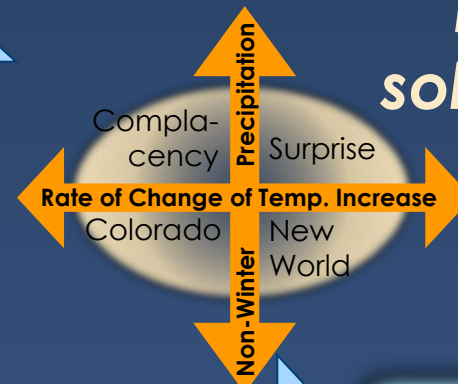 sol
Compla-
cency
Precipitation
Surprise
Rate of Change of Temp. Increase
Colorado
New
World
Non-Winter